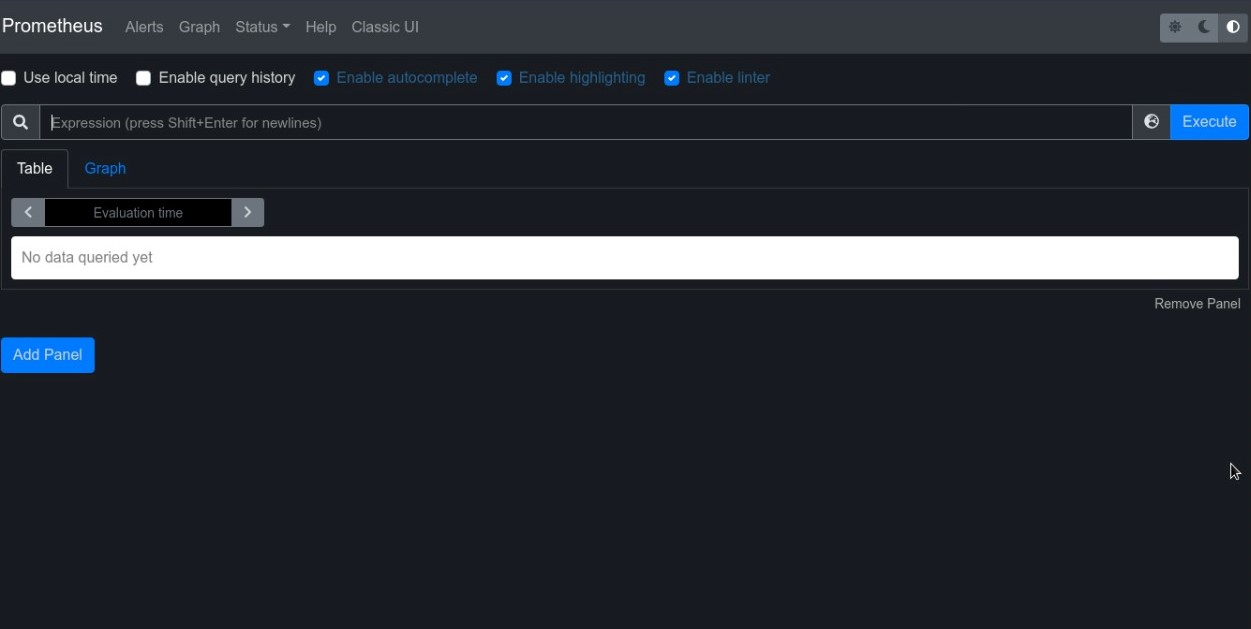 Prometheus Alerts Graph Status Help Classic UI
Use local time Enable query history Enable autocomplete Enable highlighting Enable linter
Expression (press Shift+Enter for newlines) Execute
Table Graph
Evaluation time
No data queried yet
Remove Panel
Add Panel